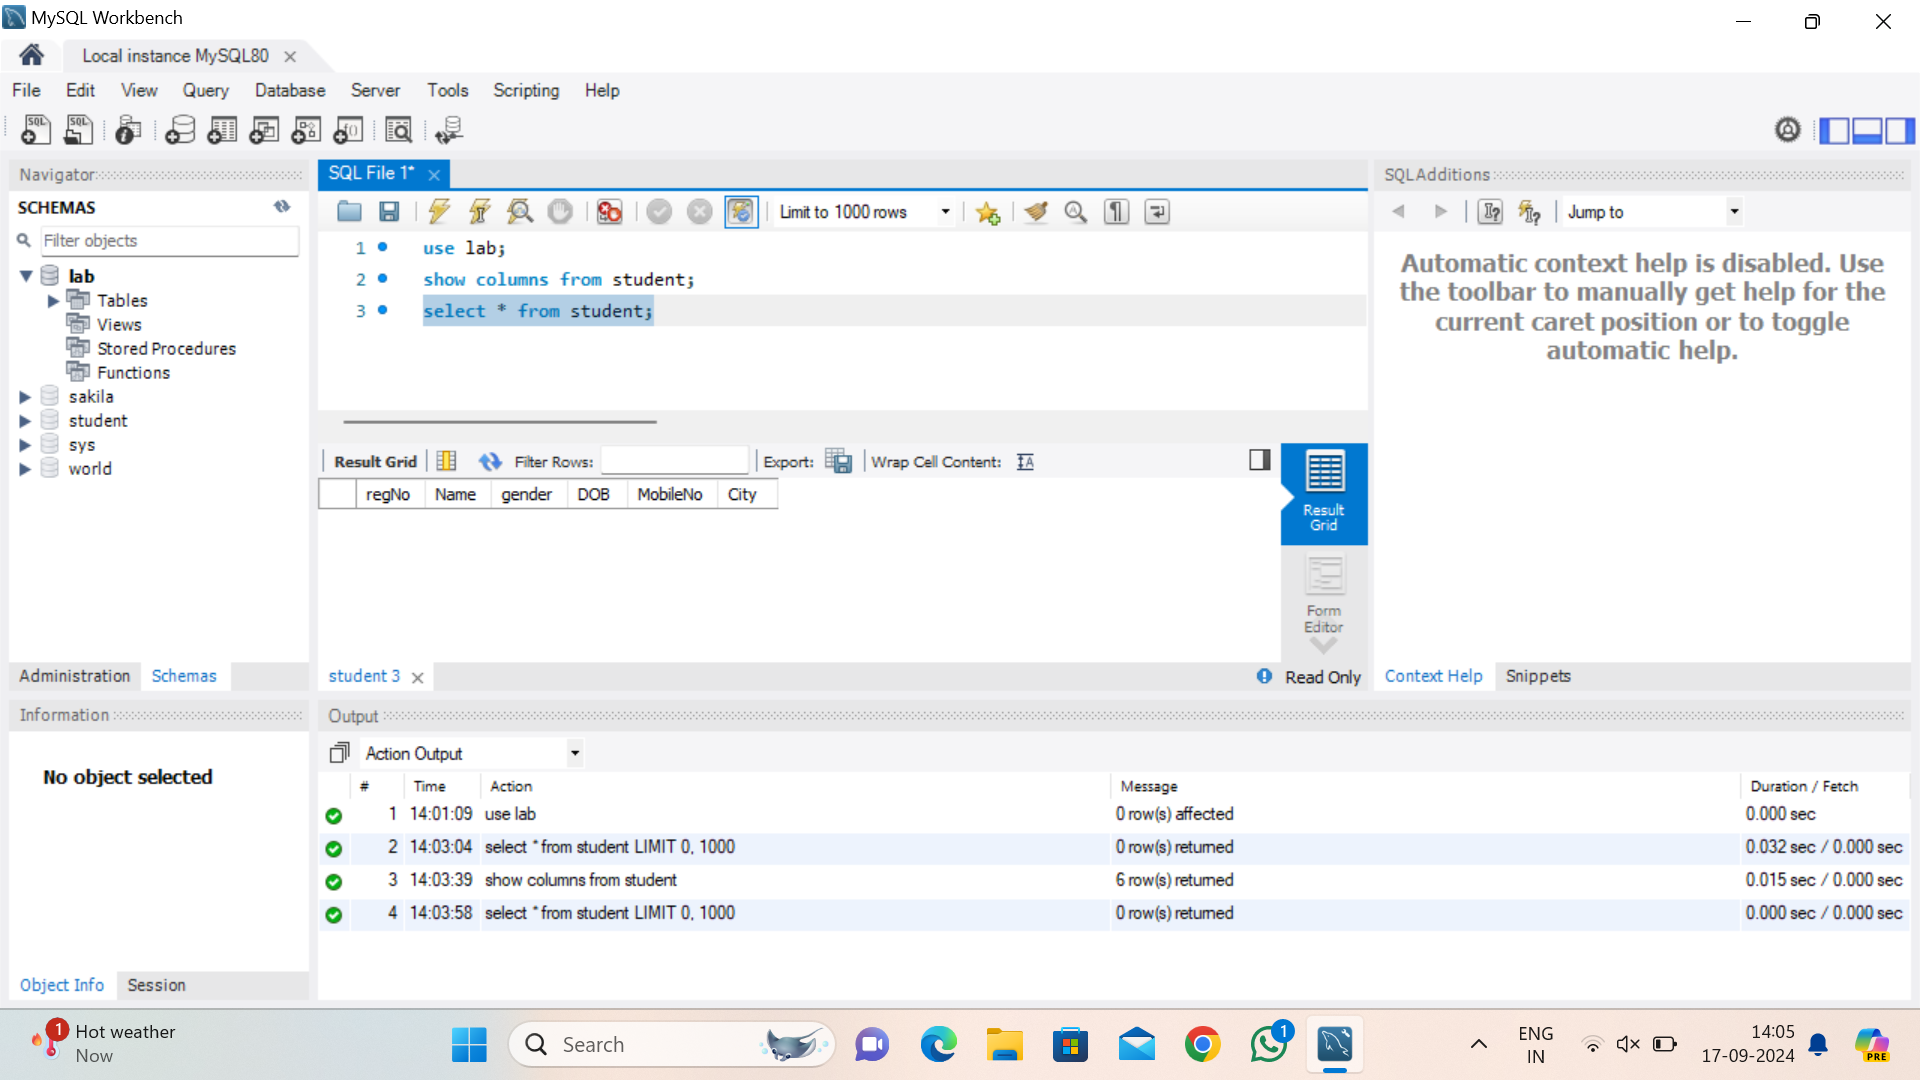 MySQL Workbench
Local instance MySQL80
File Edit View Query Database Server Tools Scripting Help
Navigator
SCHEMAS
Filter objects
lab
Tables
Views
Stored Procedures
Functions
sakila
student
sys
world
Administration Schemas
SQL File 1*
Limit to 1000 rows
1 use lab;
2 show columns from student;
3 select * from student;
Result Grid Filter Rows: Export: Wrap Cell Content:
regNo Name gender DOB MobileNo City
Result
Grid
Form
Editor
student 3 Read Only
SQLAdditions
Jump to
Automatic context help is disabled. Use
the toolbar to manually get help for the
current caret position or to toggle
automatic help.
Context Help Snippets
Information
No object selected
Object Info Session
Output
Action Output
# Time Action Message Duration / Fetch
1 14:01:09 use lab 0 row(s) affected 0.000 sec
2 14:03:04 select * from student LIMIT 0, 1000 0 row(s) returned 0.032 sec / 0.000 sec
3 14:03:39 show columns from student 6 row(s) returned 0.015 sec / 0.000 sec
4 14:03:58 select * from student LIMIT 0, 1000 0 row(s) returned 0.000 sec / 0.000 sec
1
Hot weather
Now
Search
1
ENG
IN
14:05
17-09-2024
PRE